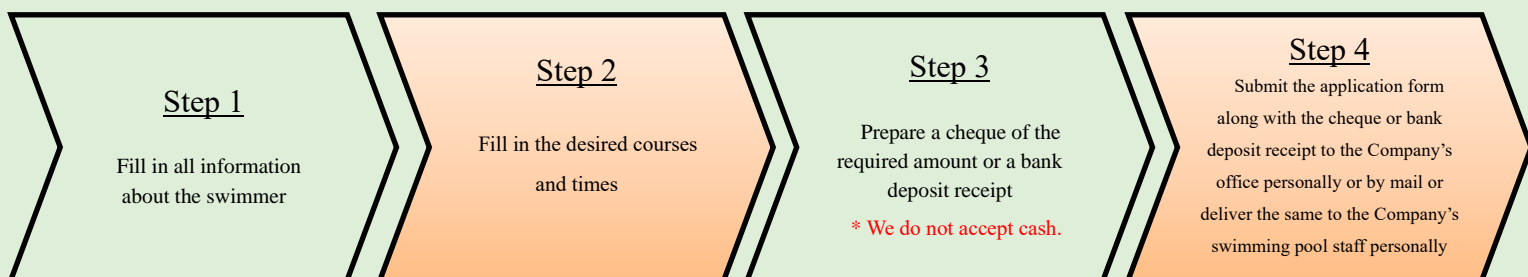 Step 1
Fill in all information
about the swimmer
Step 2
Fill in the desired courses
and times
Step 3
Prepare a cheque of the
required amount or a bank
deposit receipt
* We do not accept cash.
Step 4
Submit the application form
along with the cheque or bank
deposit receipt to the Company’s
office personally or by mail or
deliver the same to the Company’s
swimming pool staff personally